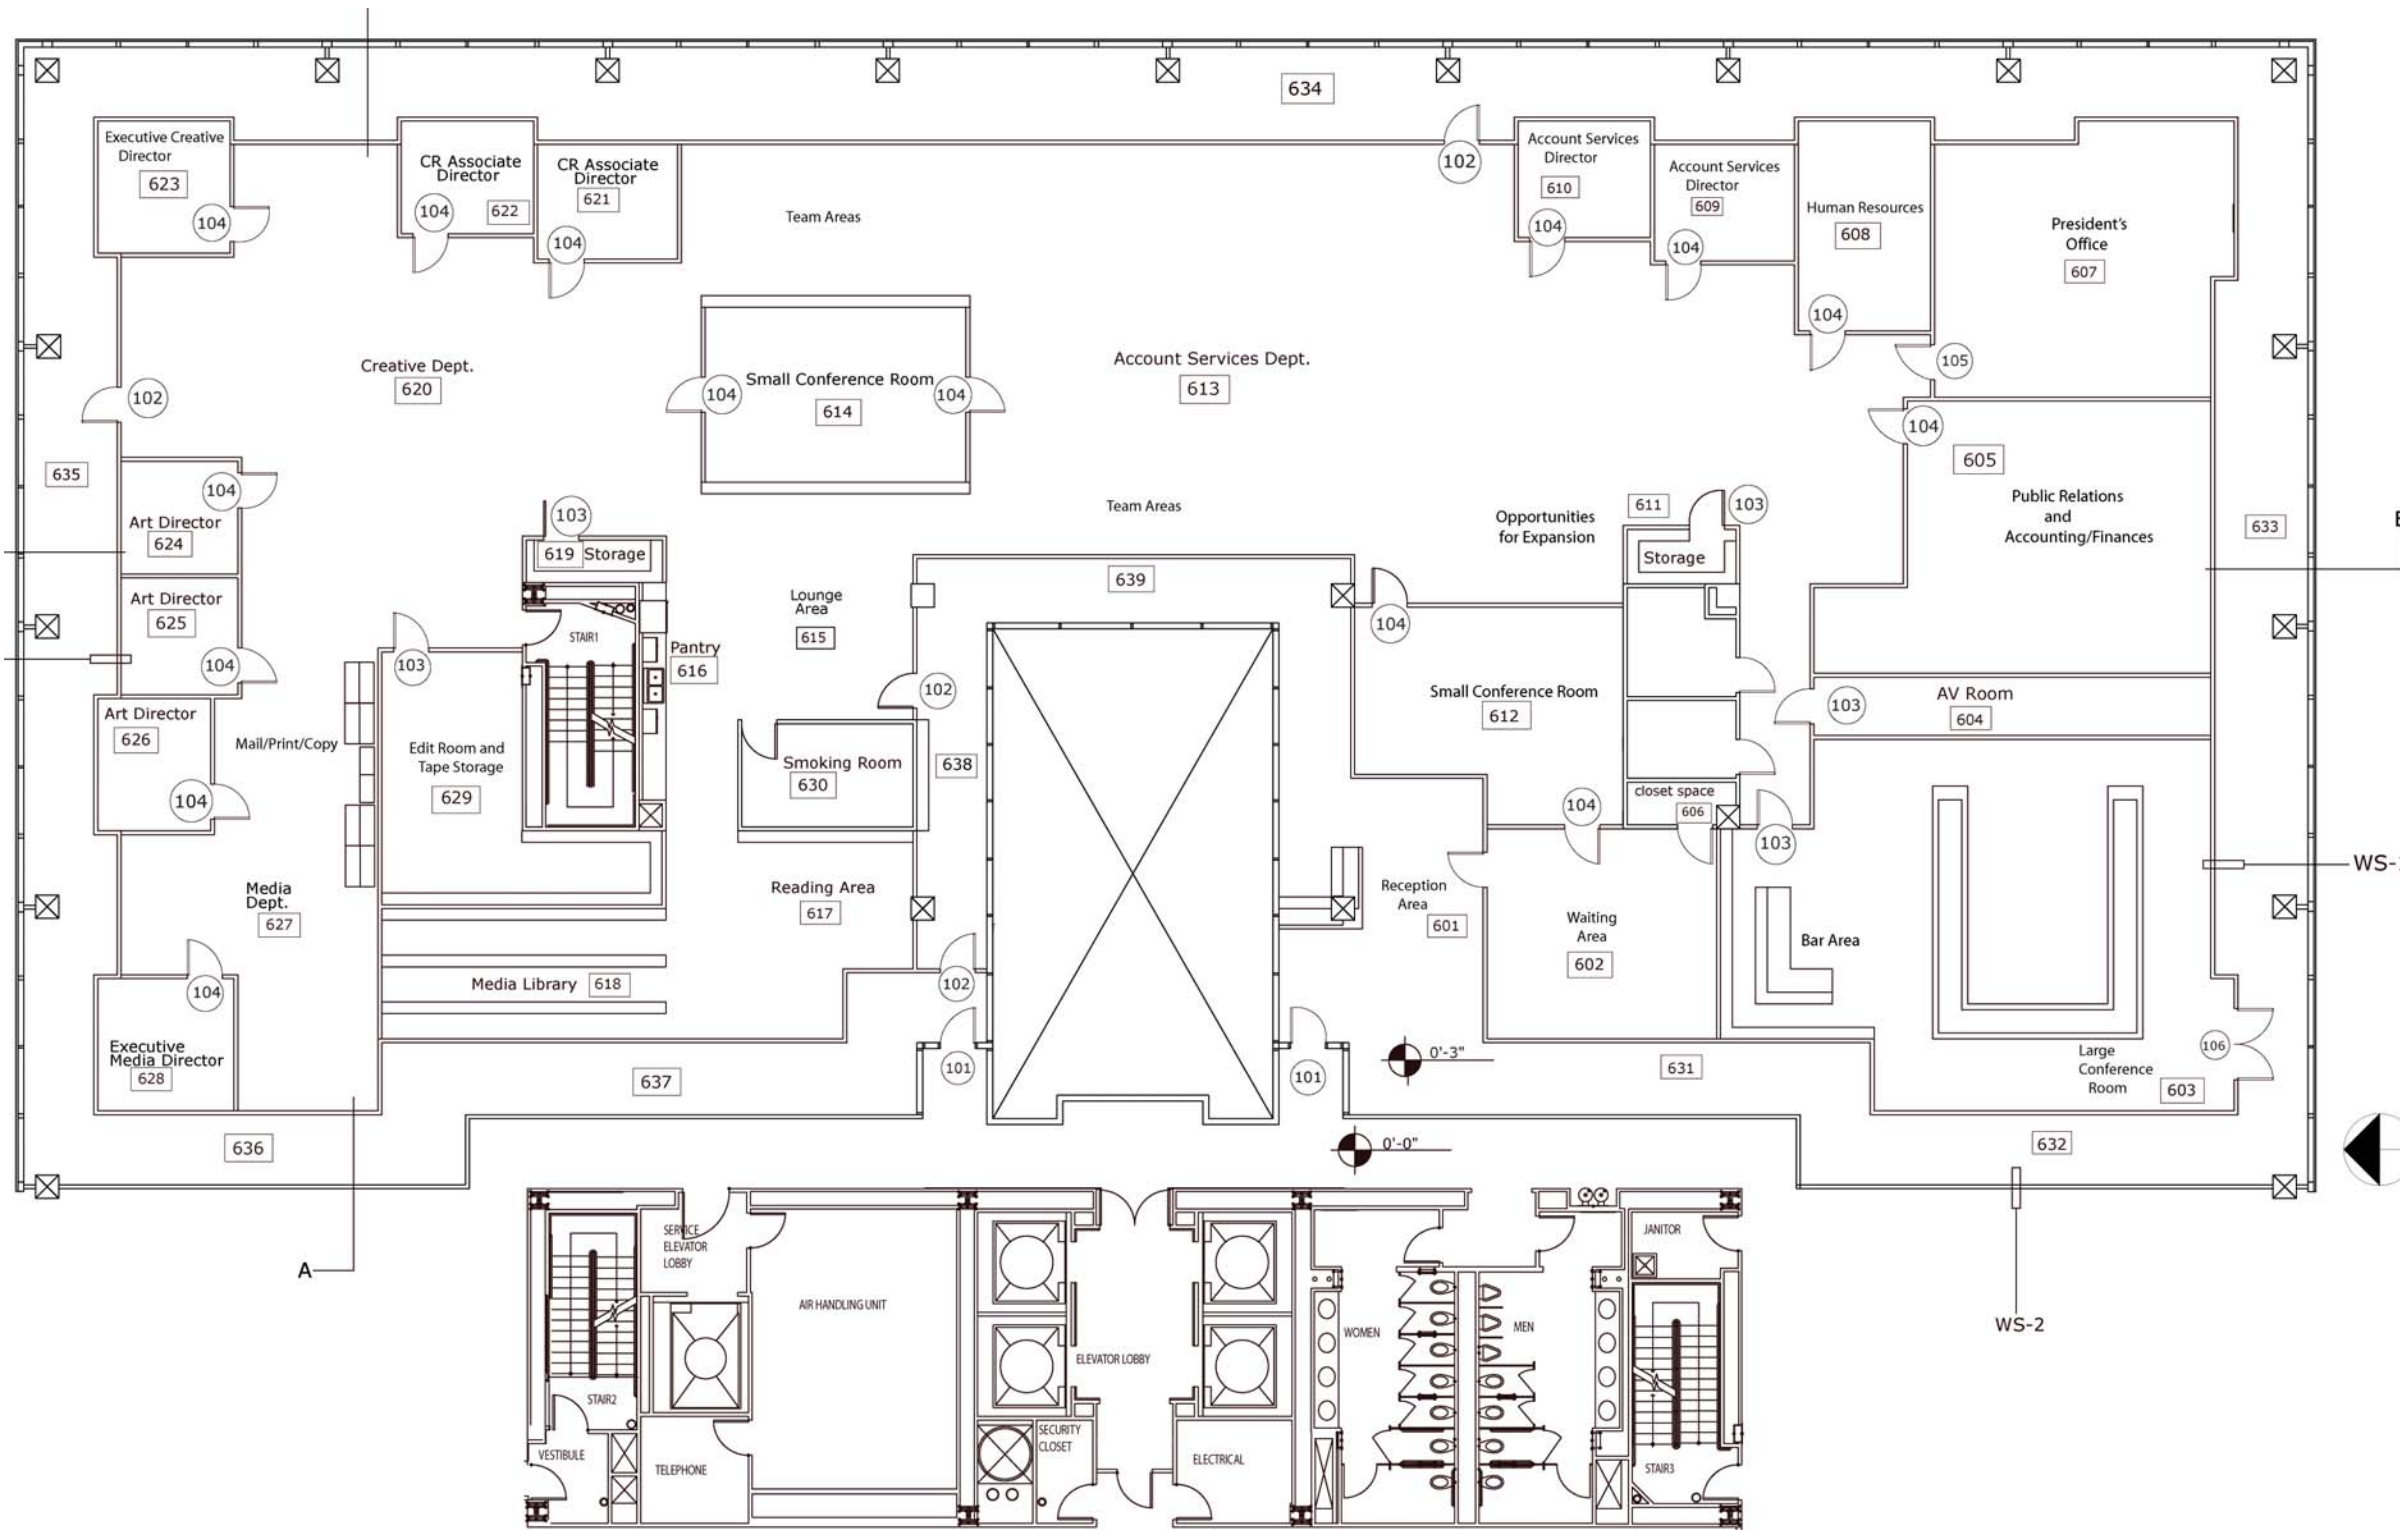 634
Executive Creative
Director
623
104
CR Associate
Director
104
622
CR Associate
Director
621
104
Team Areas
102
Account Services
Director
610
104
Account Services
Director
609
104
Human Resources
608
104
President's
Office
607
105
Creative Dept.
620
102
104
Small Conference Room
104
614
Account Services Dept.
613
104
605
Public Relations
and
Accounting/Finances
635
633
104
Art Director
624
Art Director
625
104
Art Director
626
104
Mail/Print/Copy
103
619
Storage
STAIR1
Pantry
616
103
Edit Room and
Tape Storage
629
Lounge
Area
615
102
Smoking Room
630
638
639
Team Areas
Opportunities
for Expansion
611
103
Storage
104
Small Conference Room
612
104
closet space
606
103
AV Room
604
103
Media
Dept.
627
104
Executive
Media Director
628
Reading Area
617
Media Library
618
102
101
637
636
Reception
Area
601
Waiting
Area
602
Bar Area
101
0'-3"
631
Large
Conference
Room
603
106
632
0'-0"
WS-
WS-2
A
SERVICE
ELEVATOR
LOBBY
AIR HANDLING UNIT
STAIR2
VESTIBULE
TELEPHONE
ELEVATOR LOBBY
SECURITY
CLOSET
ELECTRICAL
WOMEN
MEN
JANITOR
STAIR3